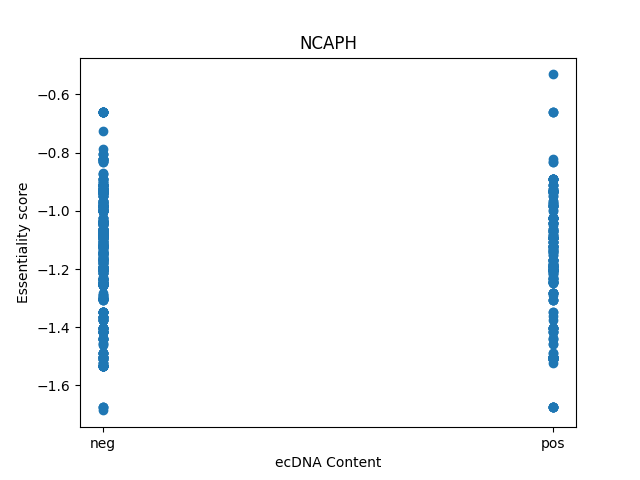 NCAPH
−0.6
−0.8
−1.0
−1.2
−1.4
−1.6
Essentiality score
neg
pos
ecDNA Content